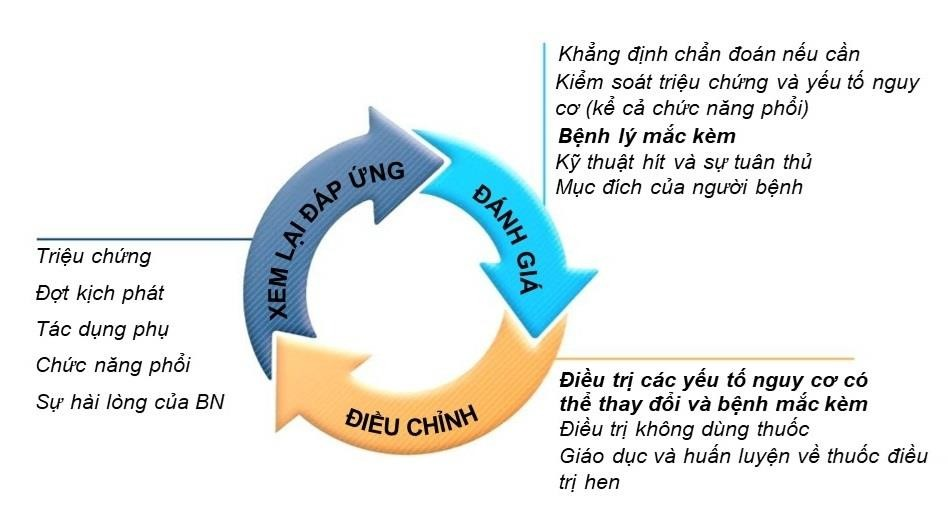 Khẳng định chẩn đoán nếu cần
Kiểm soát triệu chứng và yếu tố nguy
cơ (kể cả chức năng phổi)
Bệnh lý mắc kèm
Kỹ thuật hít và sự tuân thủ
Mục đích của người bệnh
XEM LẠI ĐÁP ỨNG
ĐÁNH GIÁ
ĐIỀU CHỈNH
Triệu chứng
Đợt kịch phát
Tác dụng phụ
Chức năng phổi
Sự hài lòng của BN
Điều trị các yếu tố nguy cơ có
thể thay đổi và bệnh mắc kèm
Điều trị không dùng thuốc
Giáo dục và huấn luyện về thuốc điều
trị hen